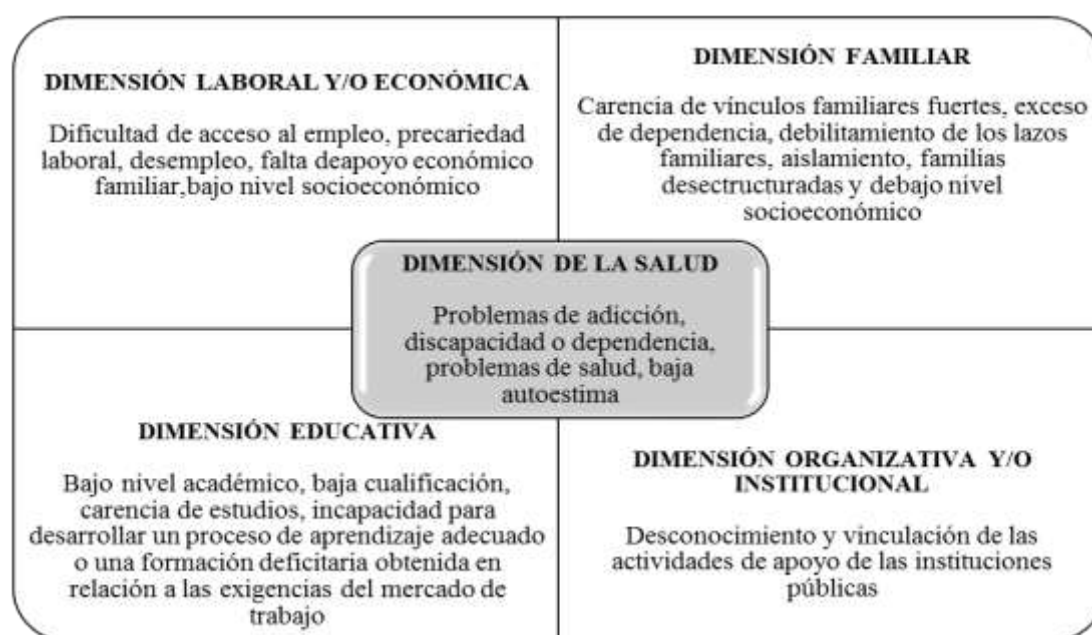 DIMENSIÓN LABORAL Y/O ECONÓMICA
Dificultad de acceso al empleo, precariedad
laboral, desempleo, falta deapoyo económico
familiar,bajo nivel socioeconómico
DIMENSIÓN FAMILIAR
Carencia de vínculos familiares fuertes, exceso
de dependencia, debilitamiento de los lazos
familiares, aislamiento, familias
desectructuradas y debajo nivel
socioeconómico
DIMENSIÓN DE LA SALUD
Problemas de adicción,
discapacidad o dependencia,
problemas de salud, baja
autoestima
DIMENSIÓN EDUCATIVA
Bajo nivel académico, baja cualificación,
carencia de estudios, incapacidad para
desarrollar un proceso de aprendizaje adecuado
o una formación deficitaria obtenida en
relación a las exigencias del mercado de
trabajo
DIMENSIÓN ORGANIZATIVA Y/O
INSTITUCIONAL
Desconocimiento y vinculación de las
actividades de apoyo de las instituciones
públicas